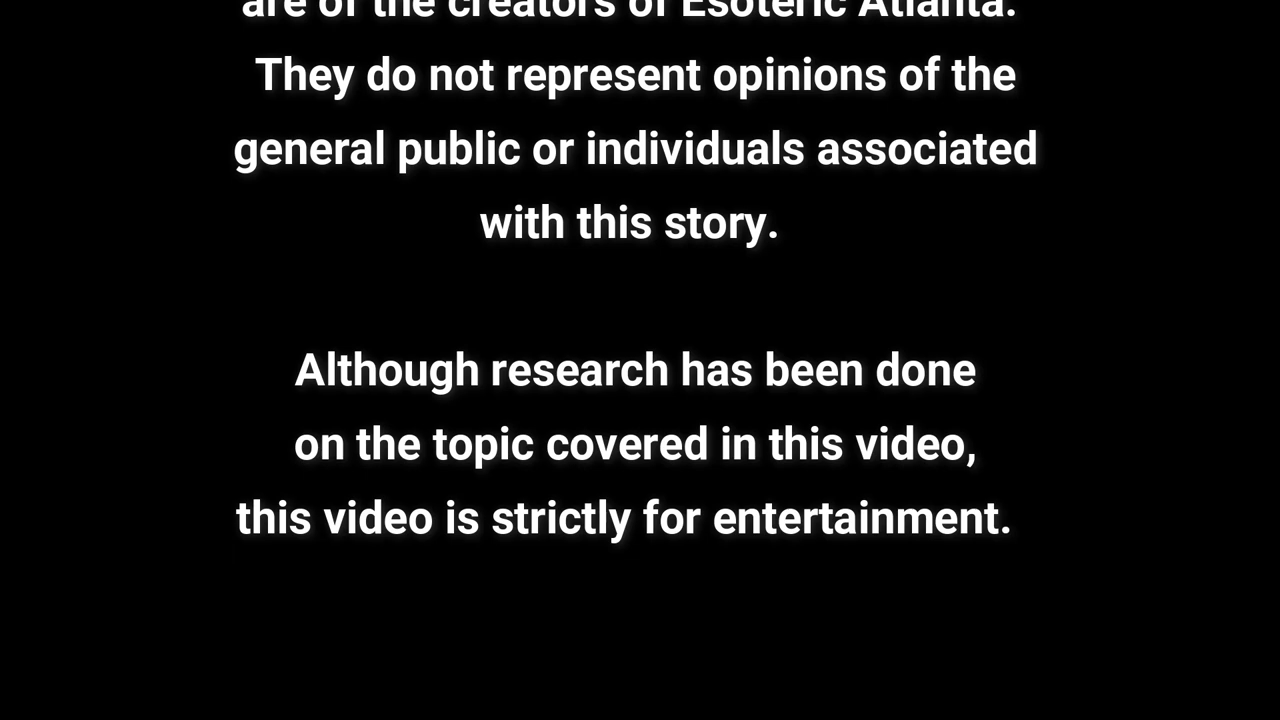 are of the creators of Esoteric Atlanta.
They do not represent opinions of the
general public or individuals associated
with this story.
Although research has been done
on the topic covered in this video,
this video is strictly for entertainment.